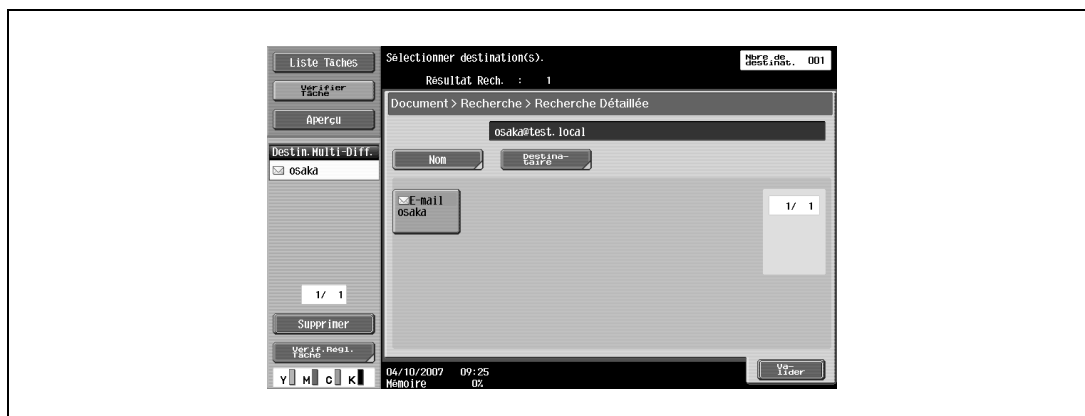 Liste Tâches
Vérifier
Tâche
Aperçu
Destin.Multi-Diff.
osaka
1/ 1
Supprimer
Vérif.Régl.
Tâche
Y M C K
Sélectionner destination(s).
Nbre de
destinat. 001
Résultat Rech. : 1
Document > Recherche > Recherche Détaillée
osaka@test.local
Nom
Destina-
taire
E-mail
osaka
1/ 1
04/10/2007 09:25
Mémoire 0%
Va-
lider